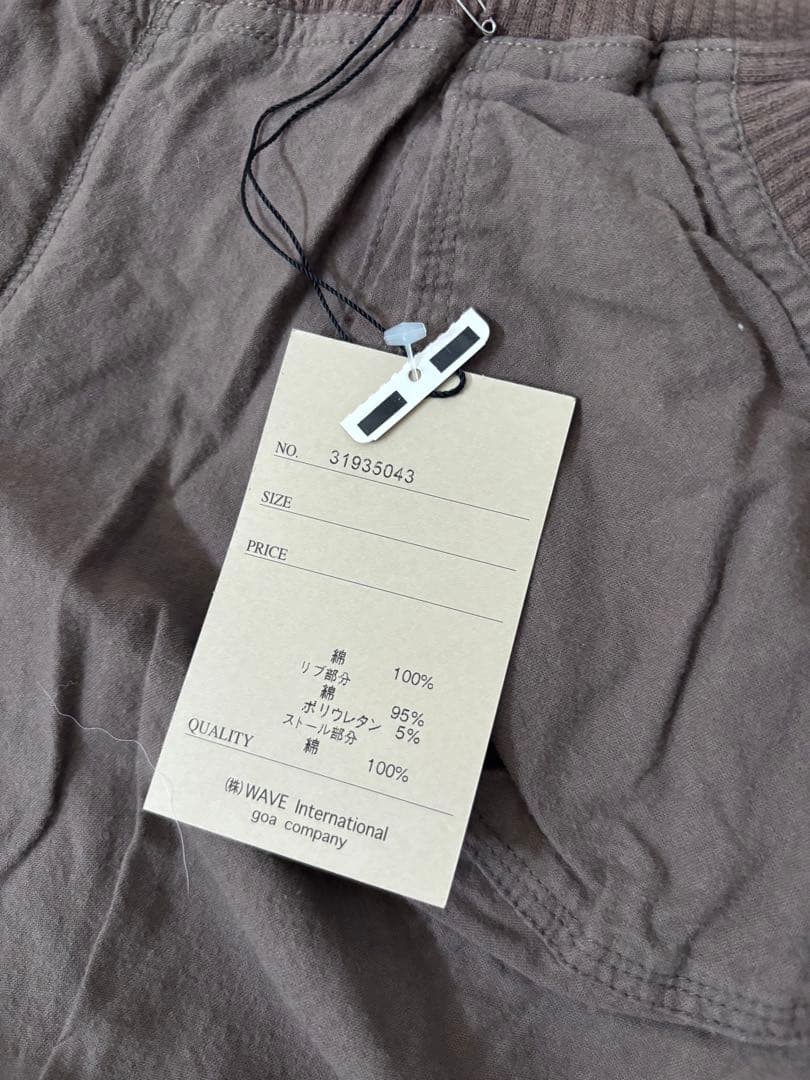 NO. 31935043
SIZE
PRICE
綿 100%
リブ部分
綿 95%
ポリウレタン 5%
ストール部分
QUALITY 綿 100%
(株)WAVE International
goa company